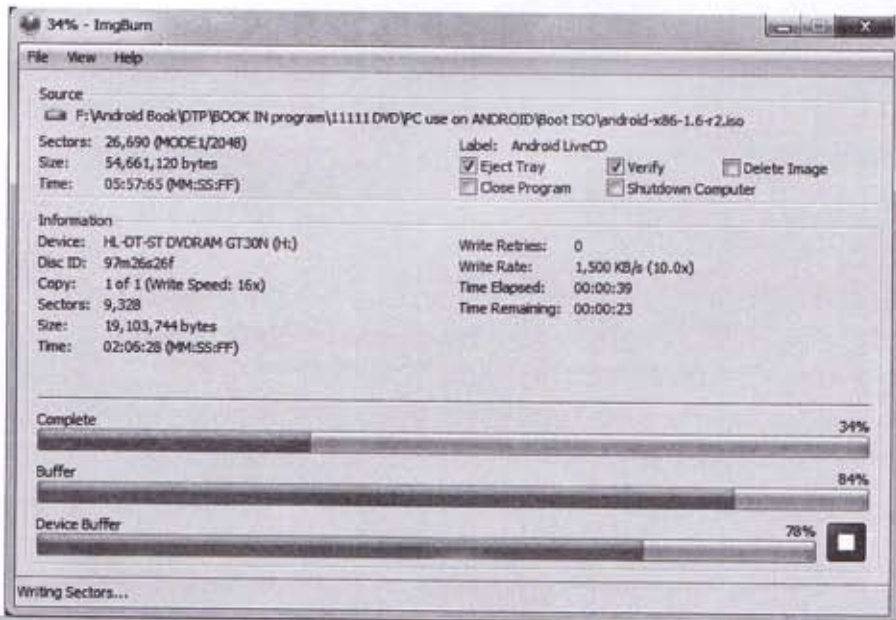 34% - ImgBurn
File View Help
Source
F:\Android Book\DTP\BOOK IN program\11111 DVD\PC use on ANDROID\Boot ISO\android-x86-1.6-r2.iso
Sectors: 26,690 (MODE1/2048)
Size: 54,661,120 bytes
Time: 05:57:65 (MM:SS:FF)
Label: Android LiveCD
Eject Tray Verify Delete Image
Close Program Shutdown Computer
Information
Device: HL-DT-ST DVDRAM GT30N (H:)
Disc ID: 97m26s26f
Copy: 1 of 1 (Write Speed: 16x)
Sectors: 9,328
Size: 19,103,744 bytes
Time: 02:06:28 (MM:SS:FF)
Write Retries: 0
Write Rate: 1,500 KB/s (10.0x)
Time Elapsed: 00:00:39
Time Remaining: 00:00:23
Complete 34%
Buffer 84%
Device Buffer 78%
Writing Sectors...